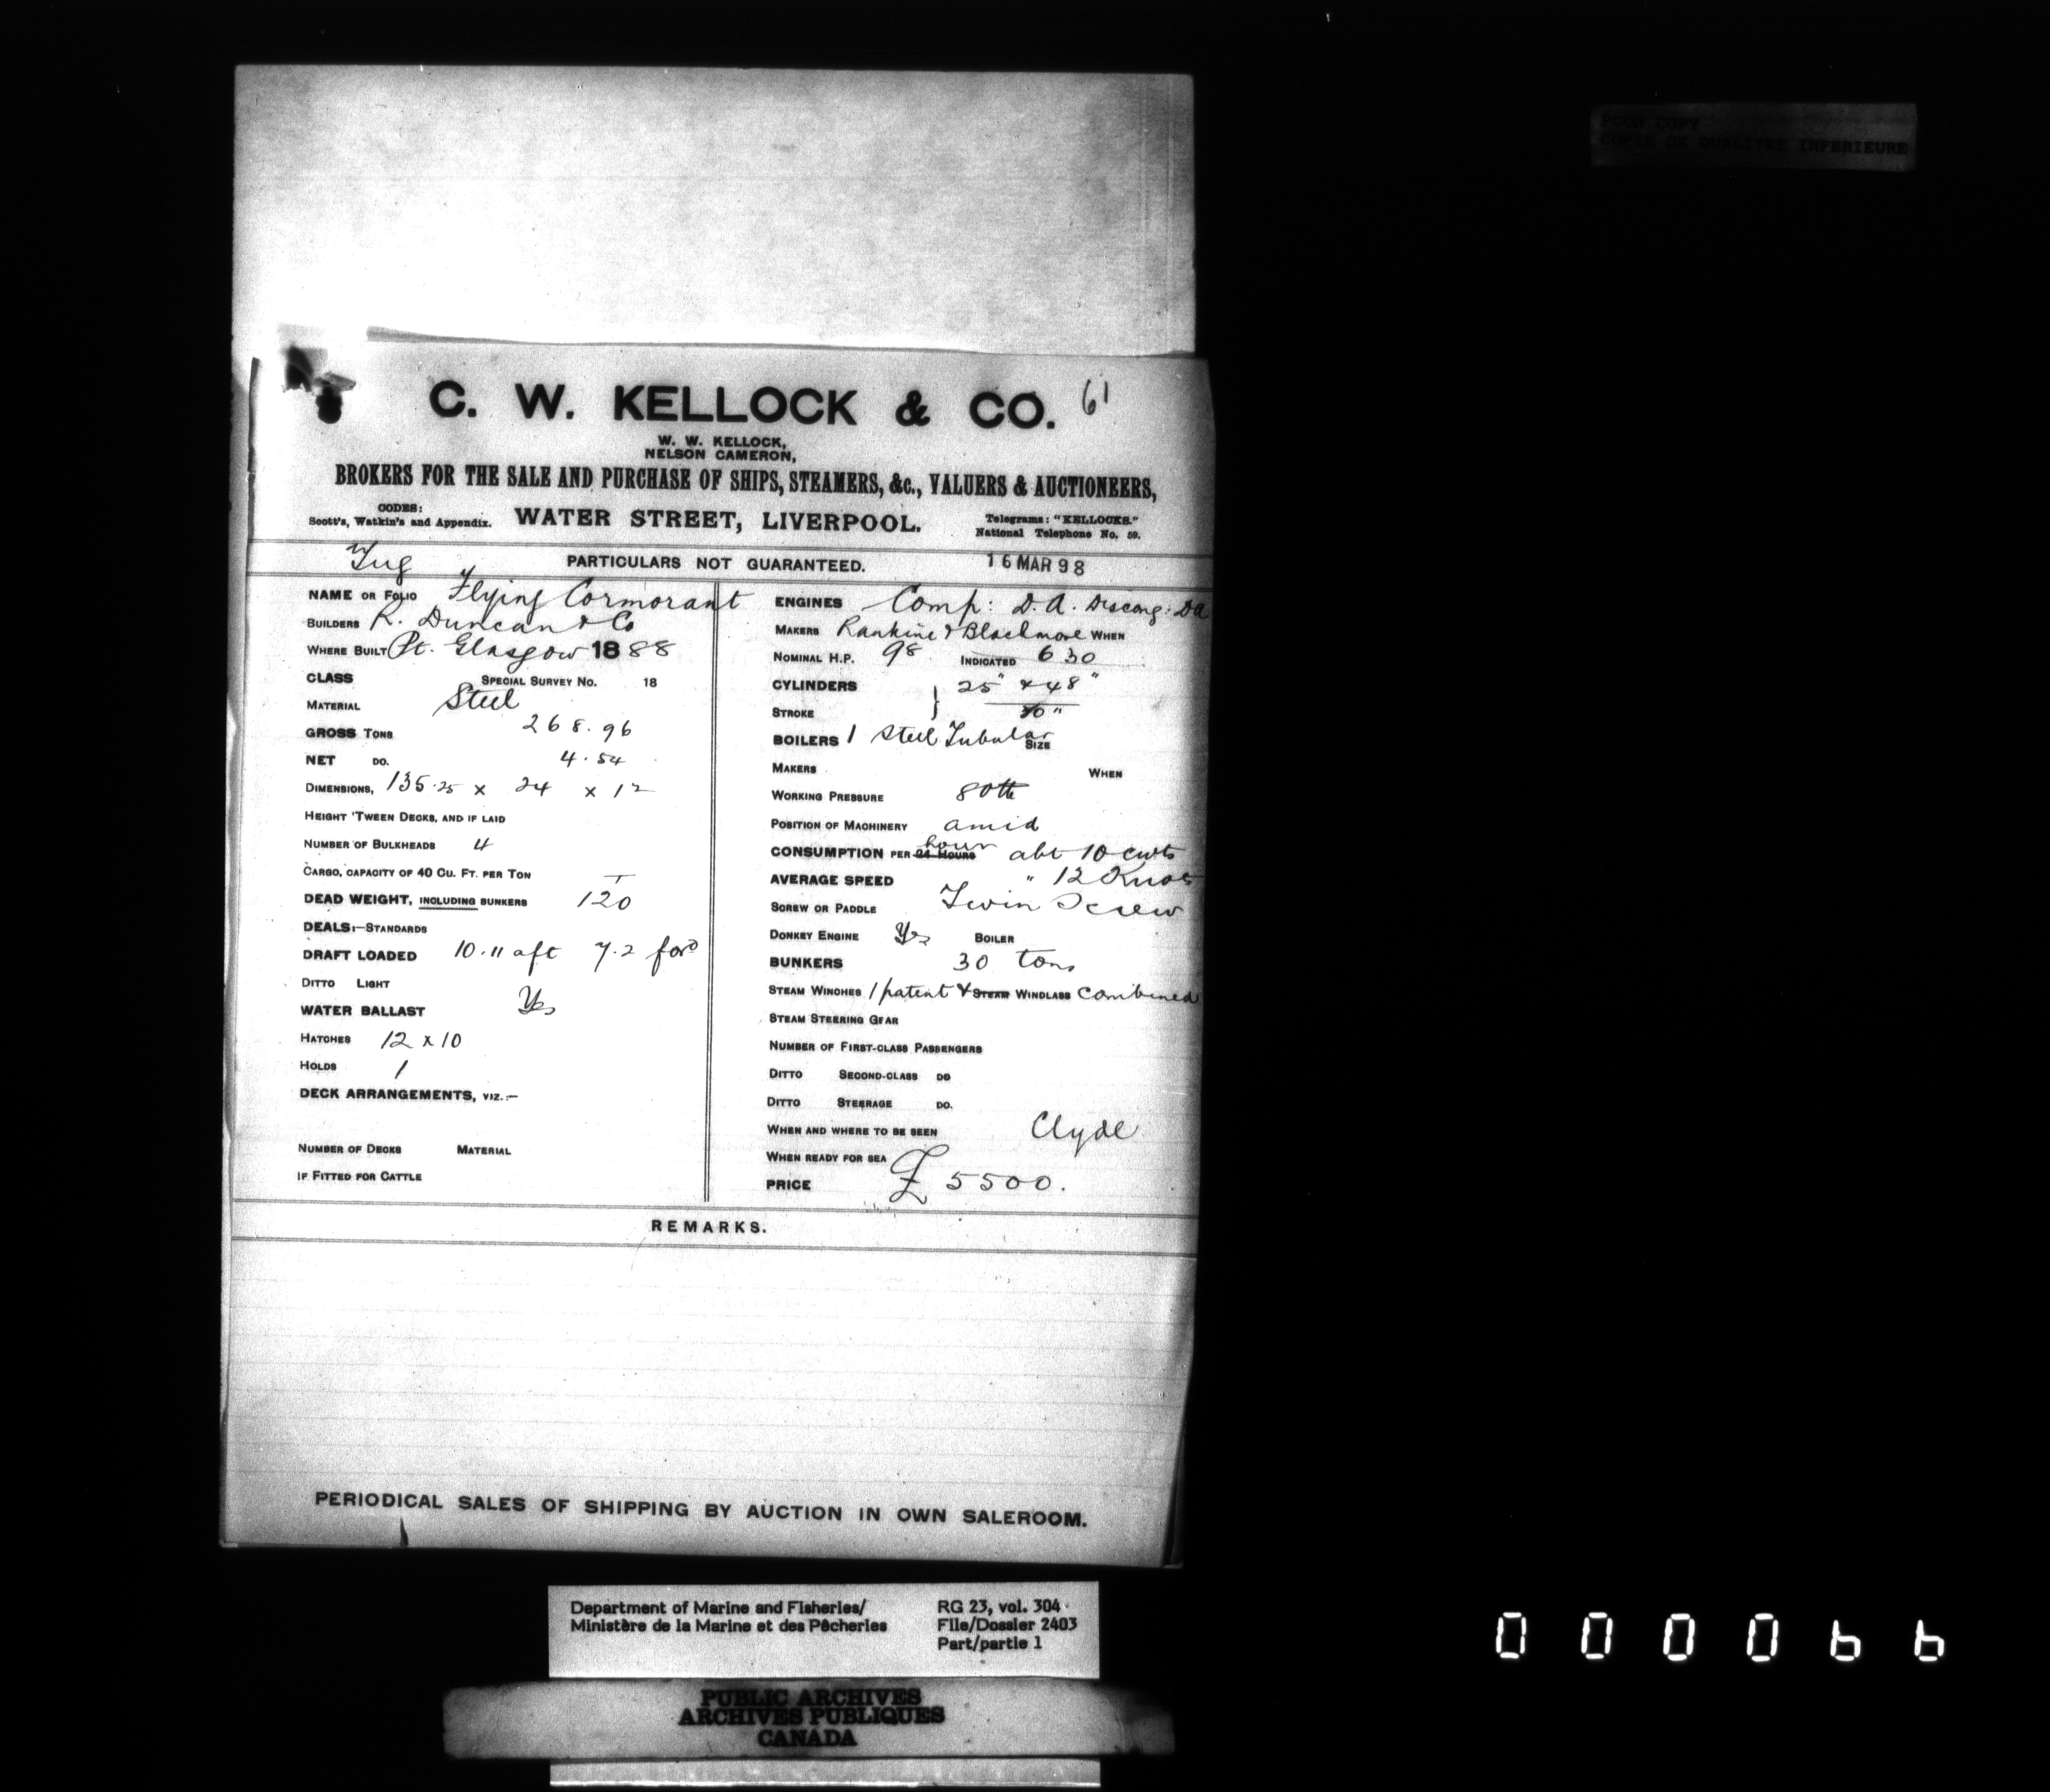 POOR COPY
COPIE DE QUALITEE INFERIEURE
C. W. KELLOCK & CO. 61
W. W. KELLOCK,
NELSON CAMERON,
BROKERS FOR THE SALE AND PURCHASE OF SHIPS, STEAMERS, &c., VALUERS & AUCTIONEERS,
CODES:
Scott's, Watkin's and Appendix.
WATER STREET, LIVERPOOL.
Telegrams: "KELLOCKS."
National Telephone No. 59.
Tug PARTICULARS NOT GUARANTEED. 16 MAR 98
NAME OR FOLIO Flying Cormorant
BUILDERS R. Duncan & Co
WHERE BUILT Pt. Glasgow 1888
CLASS SPECIAL SURVEY NO. 18
MATERIAL Steel
GROSS TONS 268.96
NET DO. 4.54
DIMENSIONS, 135.25 x 24 x 12
HEIGHT 'TWEEN DECKS, AND IF LAID
NUMBER OF BULKHEADS 4
CARGO, CAPACITY OF 40 CU. FT. PER TON
DEAD WEIGHT, INCLUDING BUNKERS 120 T
DEALS:—STANDARDS
DRAFT LOADED 10.11 aft 7.2 ford
DITTO LIGHT
WATER BALLAST Yes
HATCHES 12 x 10
HOLDS 1
DECK ARRANGEMENTS, VIZ.:—
NUMBER OF DECKS MATERIAL
IF FITTED FOR CATTLE
ENGINES Comp: D.A. Discong: DA
MAKERS Rankine & Blackmore WHEN
NOMINAL H.P. 98 INDICATED 630
CYLINDERS } 25" x 48"
STROKE 30"
BOILERS 1 Steel Tubular SIZE
MAKERS WHEN
WORKING PRESSURE 80lb
POSITION OF MACHINERY amid
CONSUMPTION PER 24 HOURS hour abt 10 cwts
AVERAGE SPEED " 12 Knots
SCREW OR PADDLE Twin Screw
DONKEY ENGINE Yes BOILER
BUNKERS 30 tons
STEAM WINCHES 1 patent & STEAM WINDLASS combined
STEAM STEERING GEAR
NUMBER OF FIRST-CLASS PASSENGERS
DITTO SECOND-CLASS DO
DITTO STEERAGE DO.
WHEN AND WHERE TO BE SEEN Clyde
WHEN READY FOR SEA
PRICE £5500.
REMARKS.
PERIODICAL SALES OF SHIPPING BY AUCTION IN OWN SALEROOM.
Department of Marine and Fisheries/
Ministère de la Marine et des Pêcheries
RG 23, vol. 304
File/Dossier 2403
Part/partie 1
PUBLIC ARCHIVES
ARCHIVES PUBLIQUES
CANADA
000066